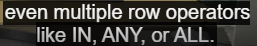 even multiple row operators
like IN, ANY, or ALL.